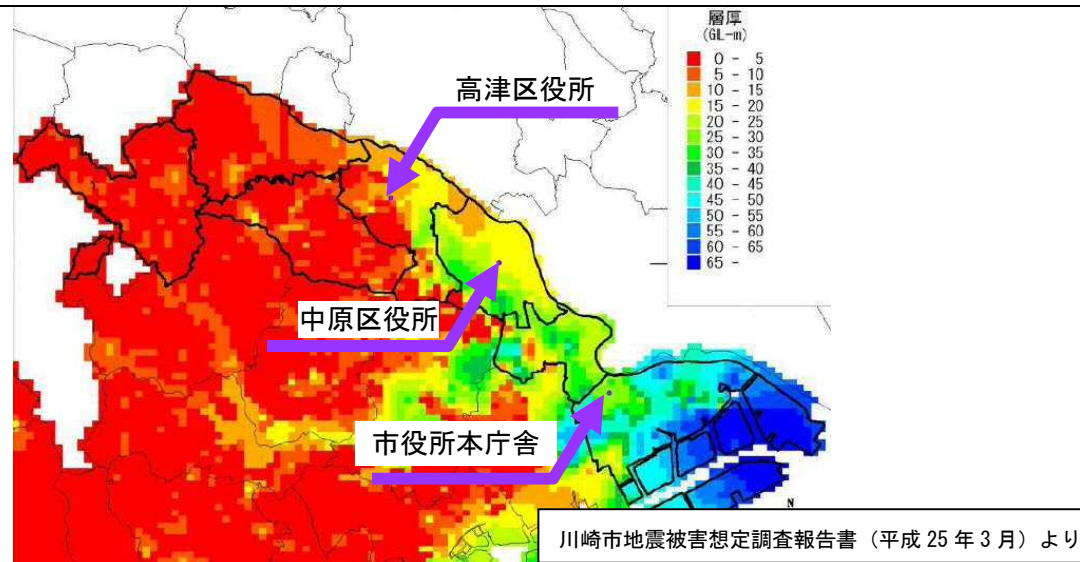 層厚
(GL-m)
0 - 5
5 - 10
10 - 15
15 - 20
20 - 25
25 - 30
30 - 35
35 - 40
40 - 45
45 - 50
50 - 55
55 - 60
60 - 65
65 -
高津区役所
中原区役所
市役所本庁舎
N
川崎市地震被害想定調査報告書（平成 25 年 3 月）より